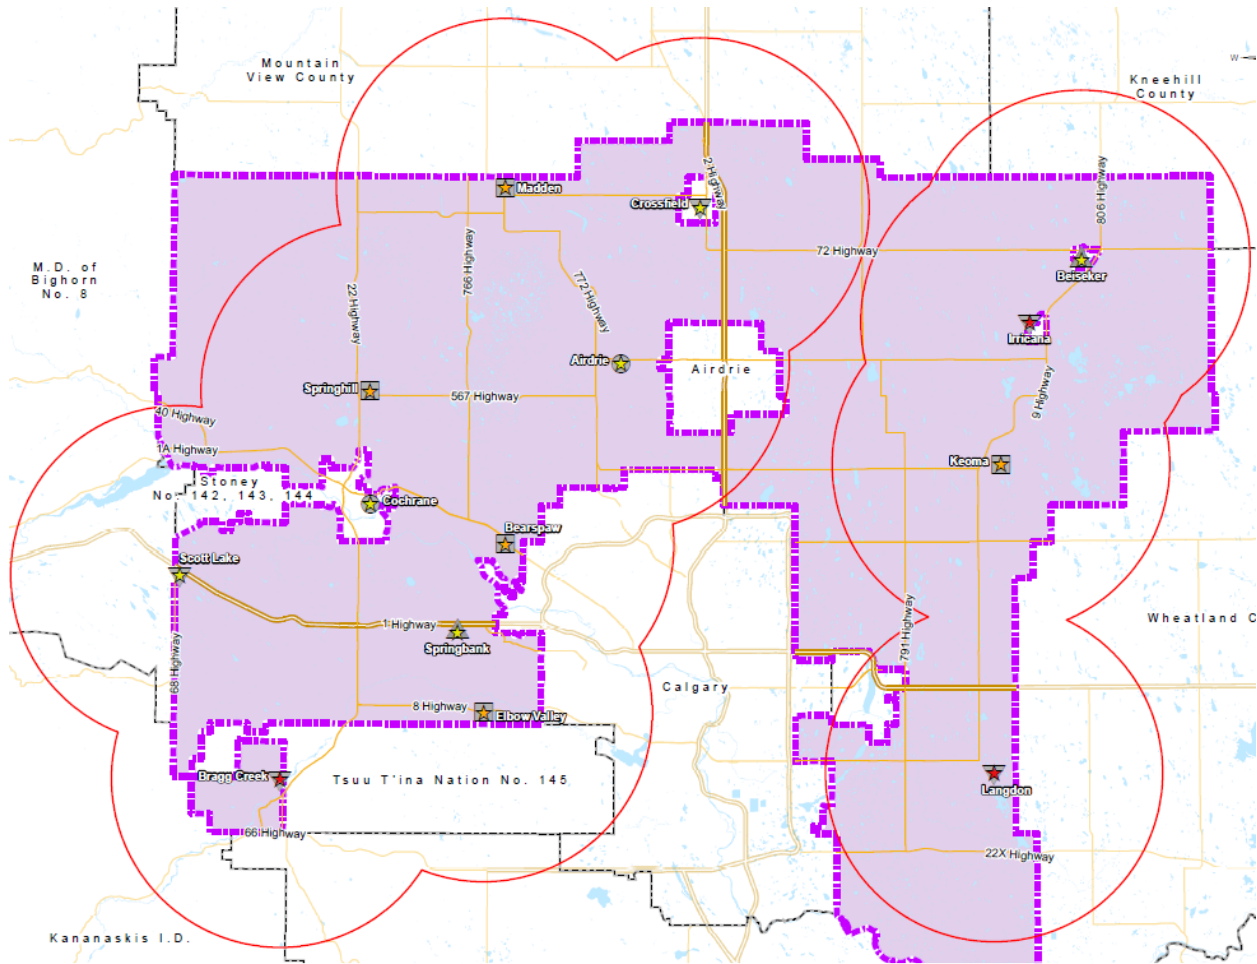 Mountain
View County
W
Kneehill
County
2 Highway
806 Highway
Madden
Crossfield
766 Highway
72 Highway
M.D. of
Bighorn
No. 8
Beiseker
22 Highway
772 Highway
Irricana
Airdrie
Airdrie
Springhill
567 Highway
9 Highway
40 Highway
1A Highway
Keoma
Stoney
No. 142, 143, 144
Cochrane
Bearspaw
Scott Lake
1 Highway
Springbank
791 Highway
Wheatland C
68 Highway
Calgary
8 Highway
Elbow Valley
Bragg Creek
Tsuu T'ina Nation No. 145
Langdon
66 Highway
22X Highway
Kananaskis I.D.